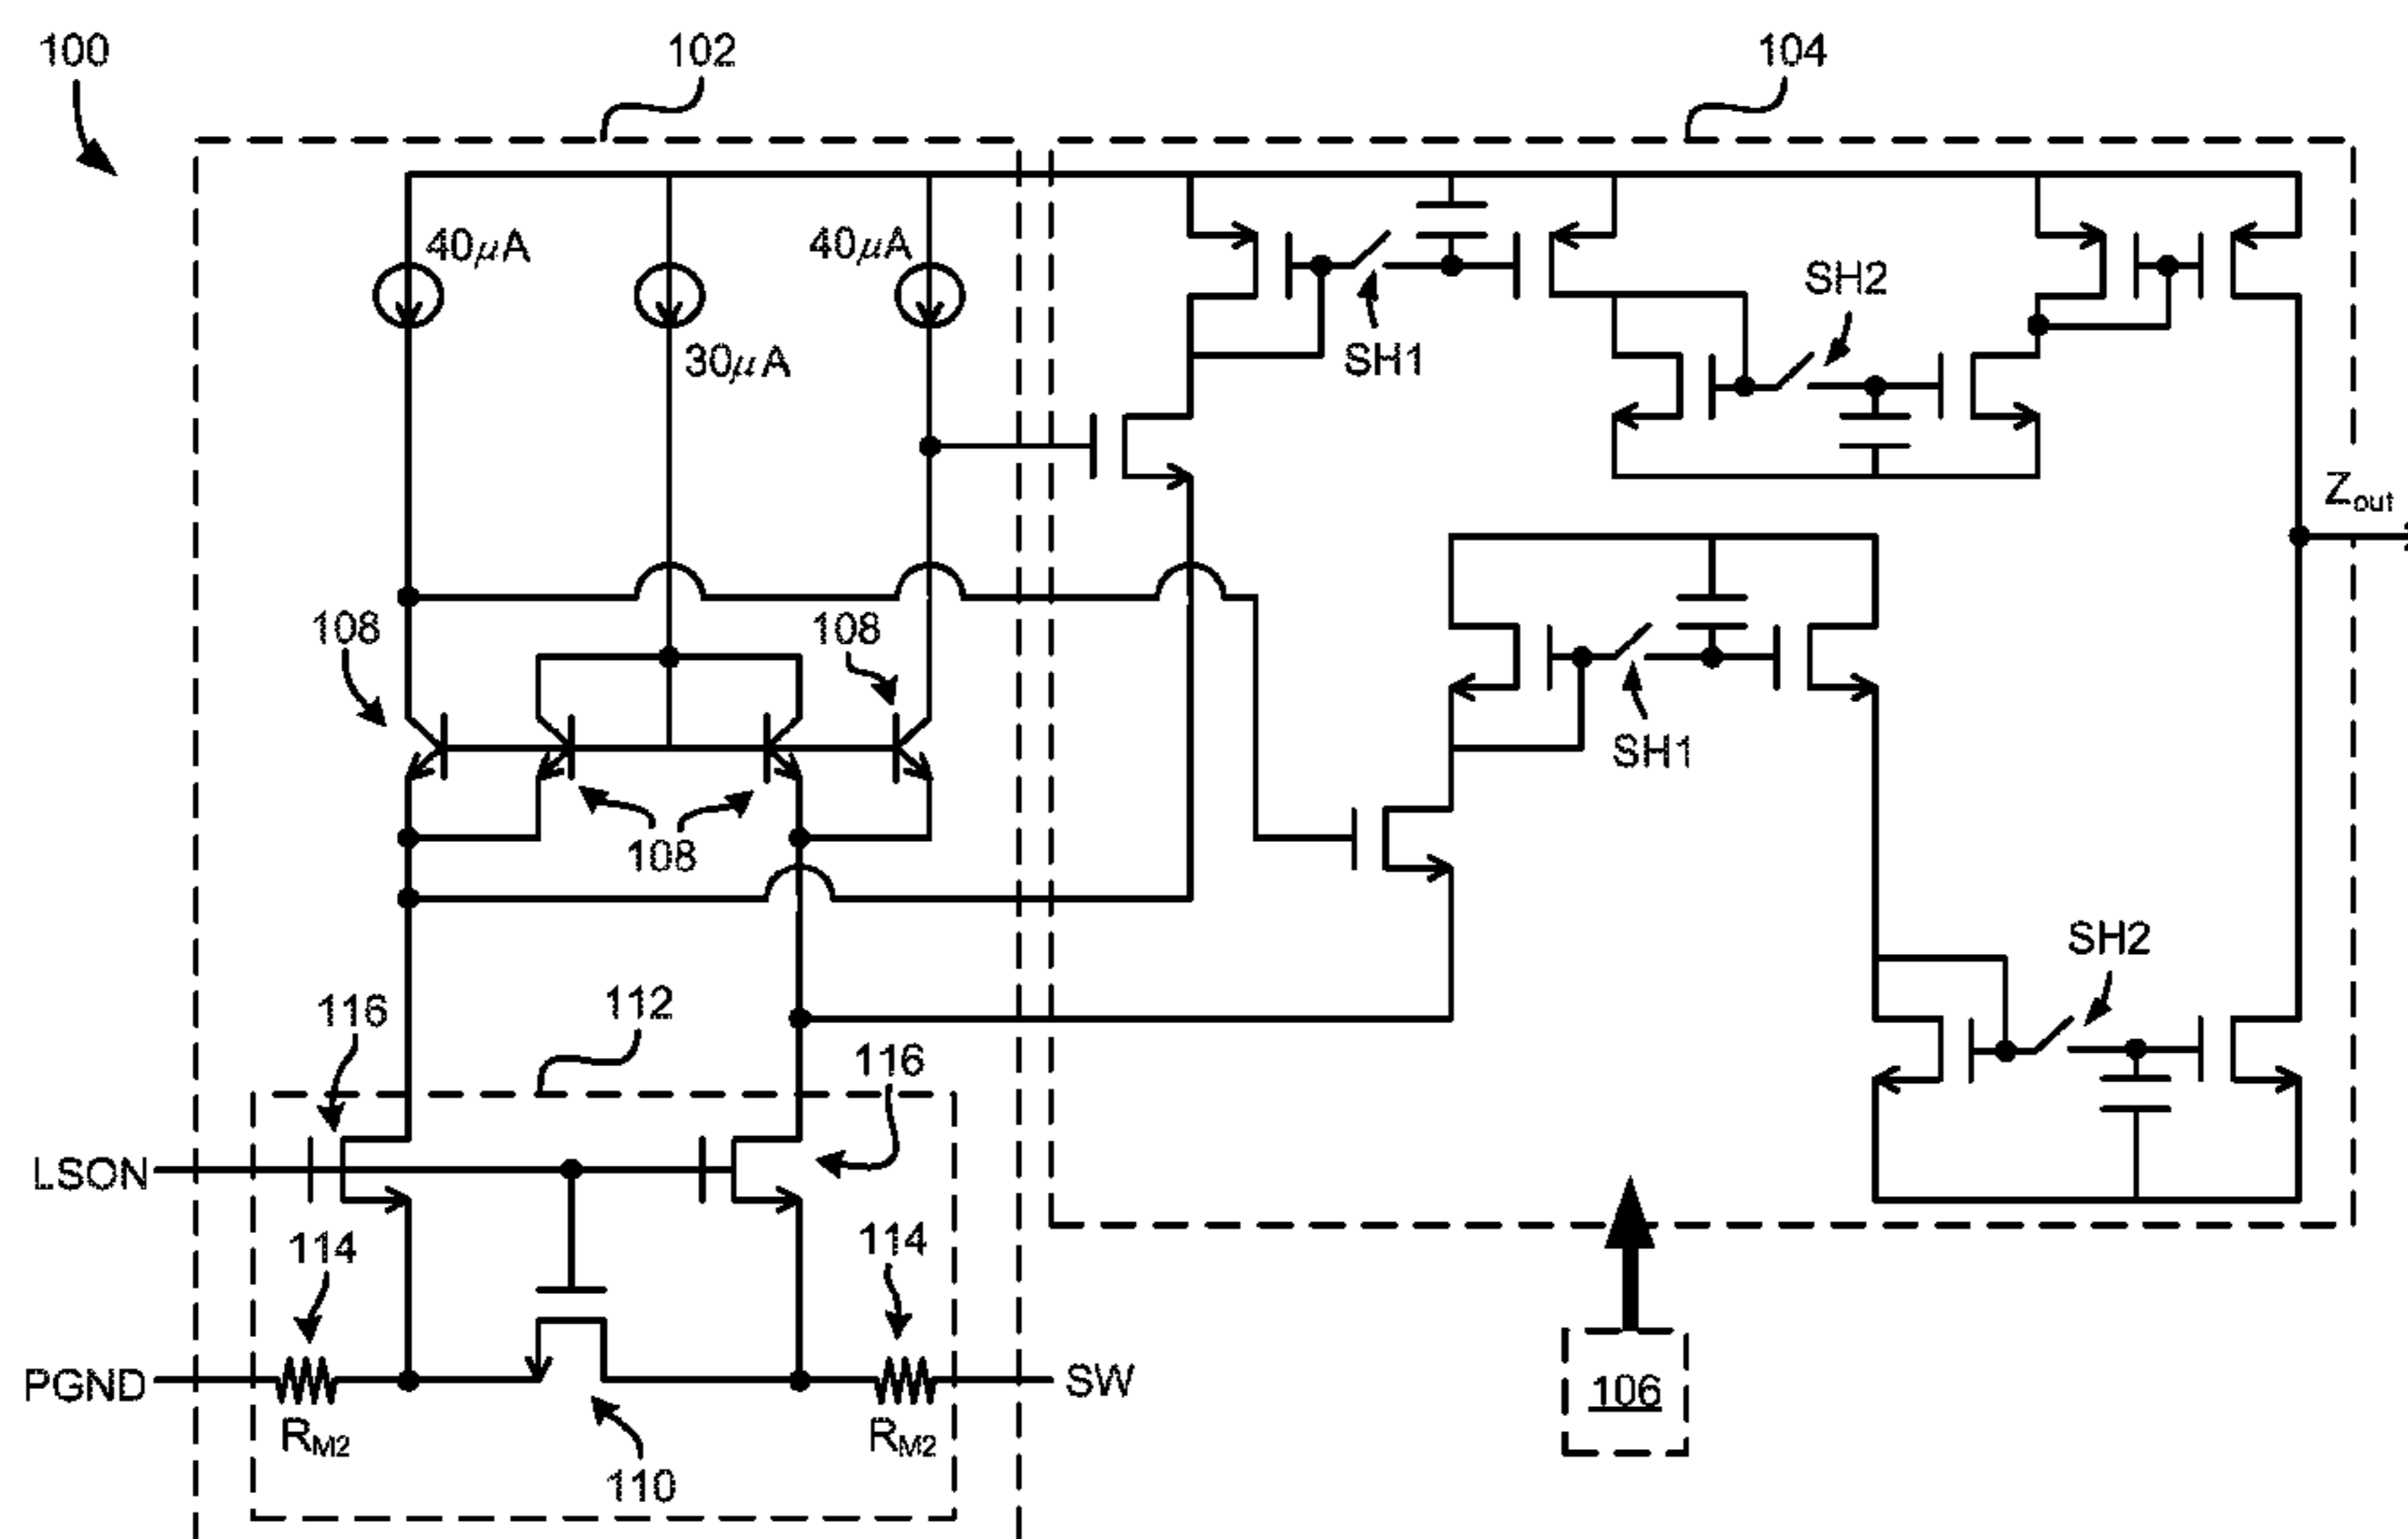 100
102
104
40μA
40μA
30μA
SH1
SH2
Zout
108
108
108
SH1
SH2
116
112
116
LSON
114
114
PGND
SW
RM2
RM2
110
106